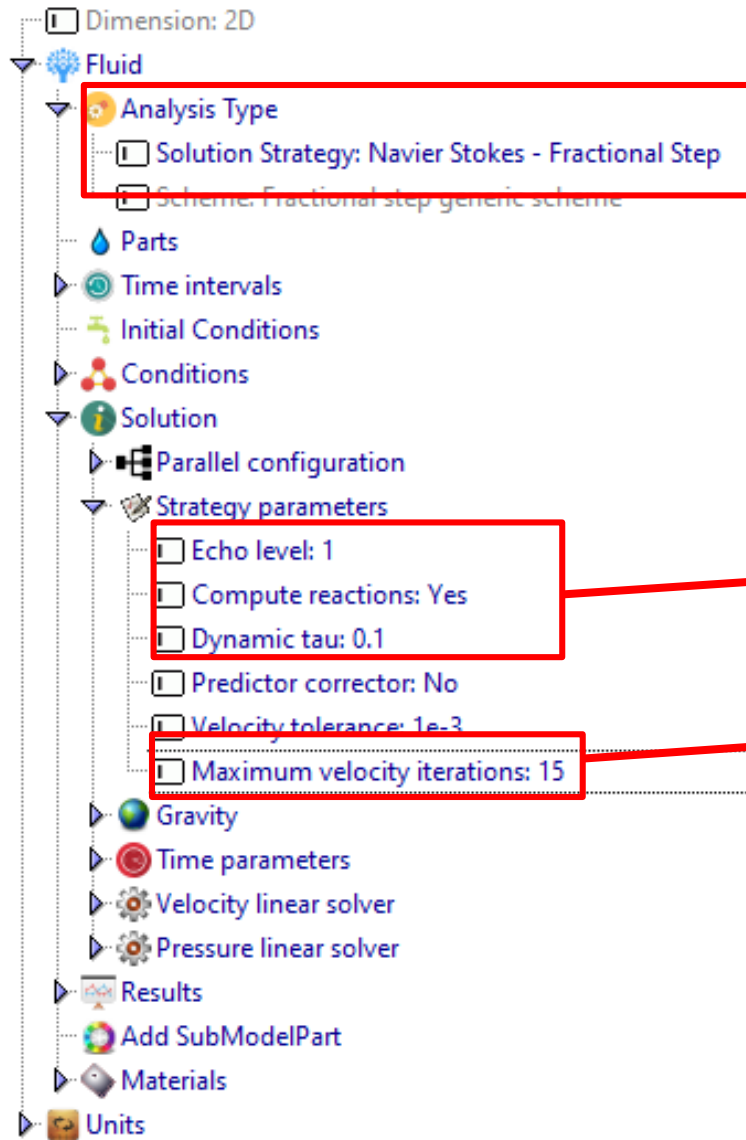 Dimension: 2D
Fluid
Analysis Type
Solution Strategy: Navier Stokes - Fractional Step
Scheme: Fractional step generic scheme
Parts
Time intervals
Initial Conditions
Conditions
Solution
Parallel configuration
Strategy parameters
Echo level: 1
Compute reactions: Yes
Dynamic tau: 0.1
Predictor corrector: No
Velocity tolerance: 1e-3
Maximum velocity iterations: 15
Gravity
Time parameters
Velocity linear solver
Pressure linear solver
Results
Add SubModelPart
Materials
Units